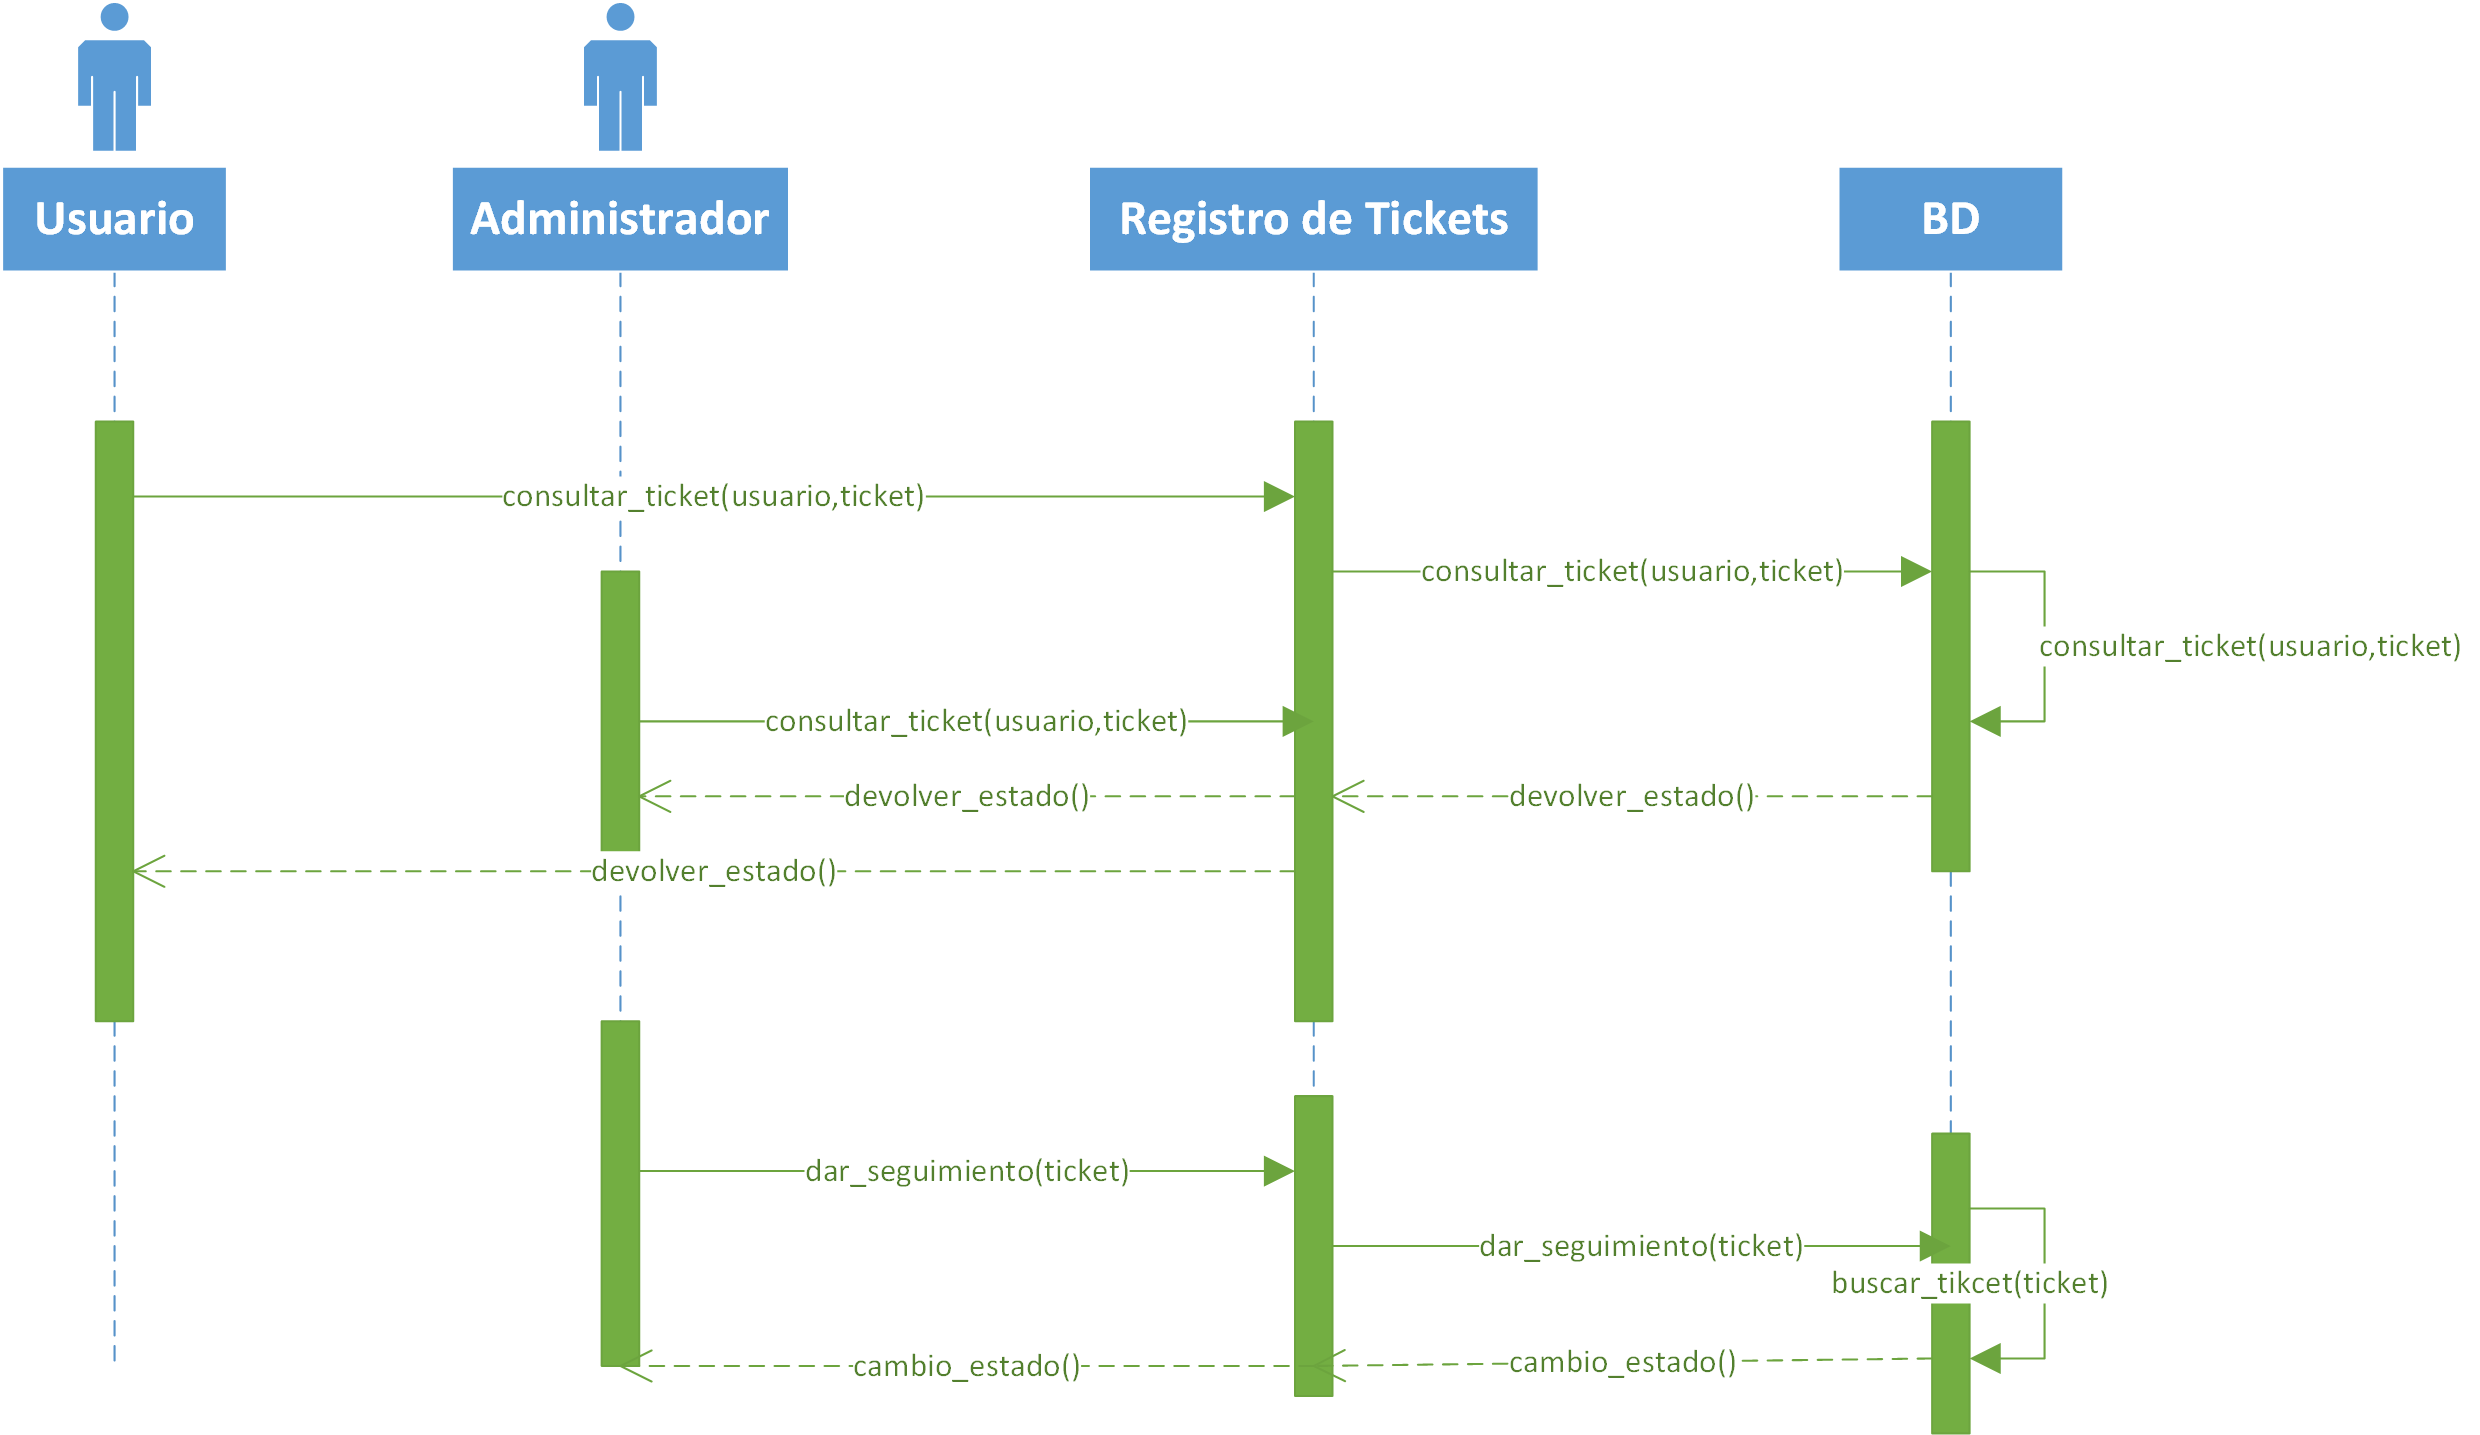 Usuario
Administrador
Registro de Tickets
BD
consultar_ticket(usuario,ticket)
consultar_ticket(usuario,ticket)
consultar_ticket(usuario,ticket)
consultar_ticket(usuario,ticket)
devolver_estado()
devolver_estado()
devolver_estado()
dar_seguimiento(ticket)
dar_seguimiento(ticket)
buscar_tikcet(ticket)
cambio_estado()
cambio_estado()